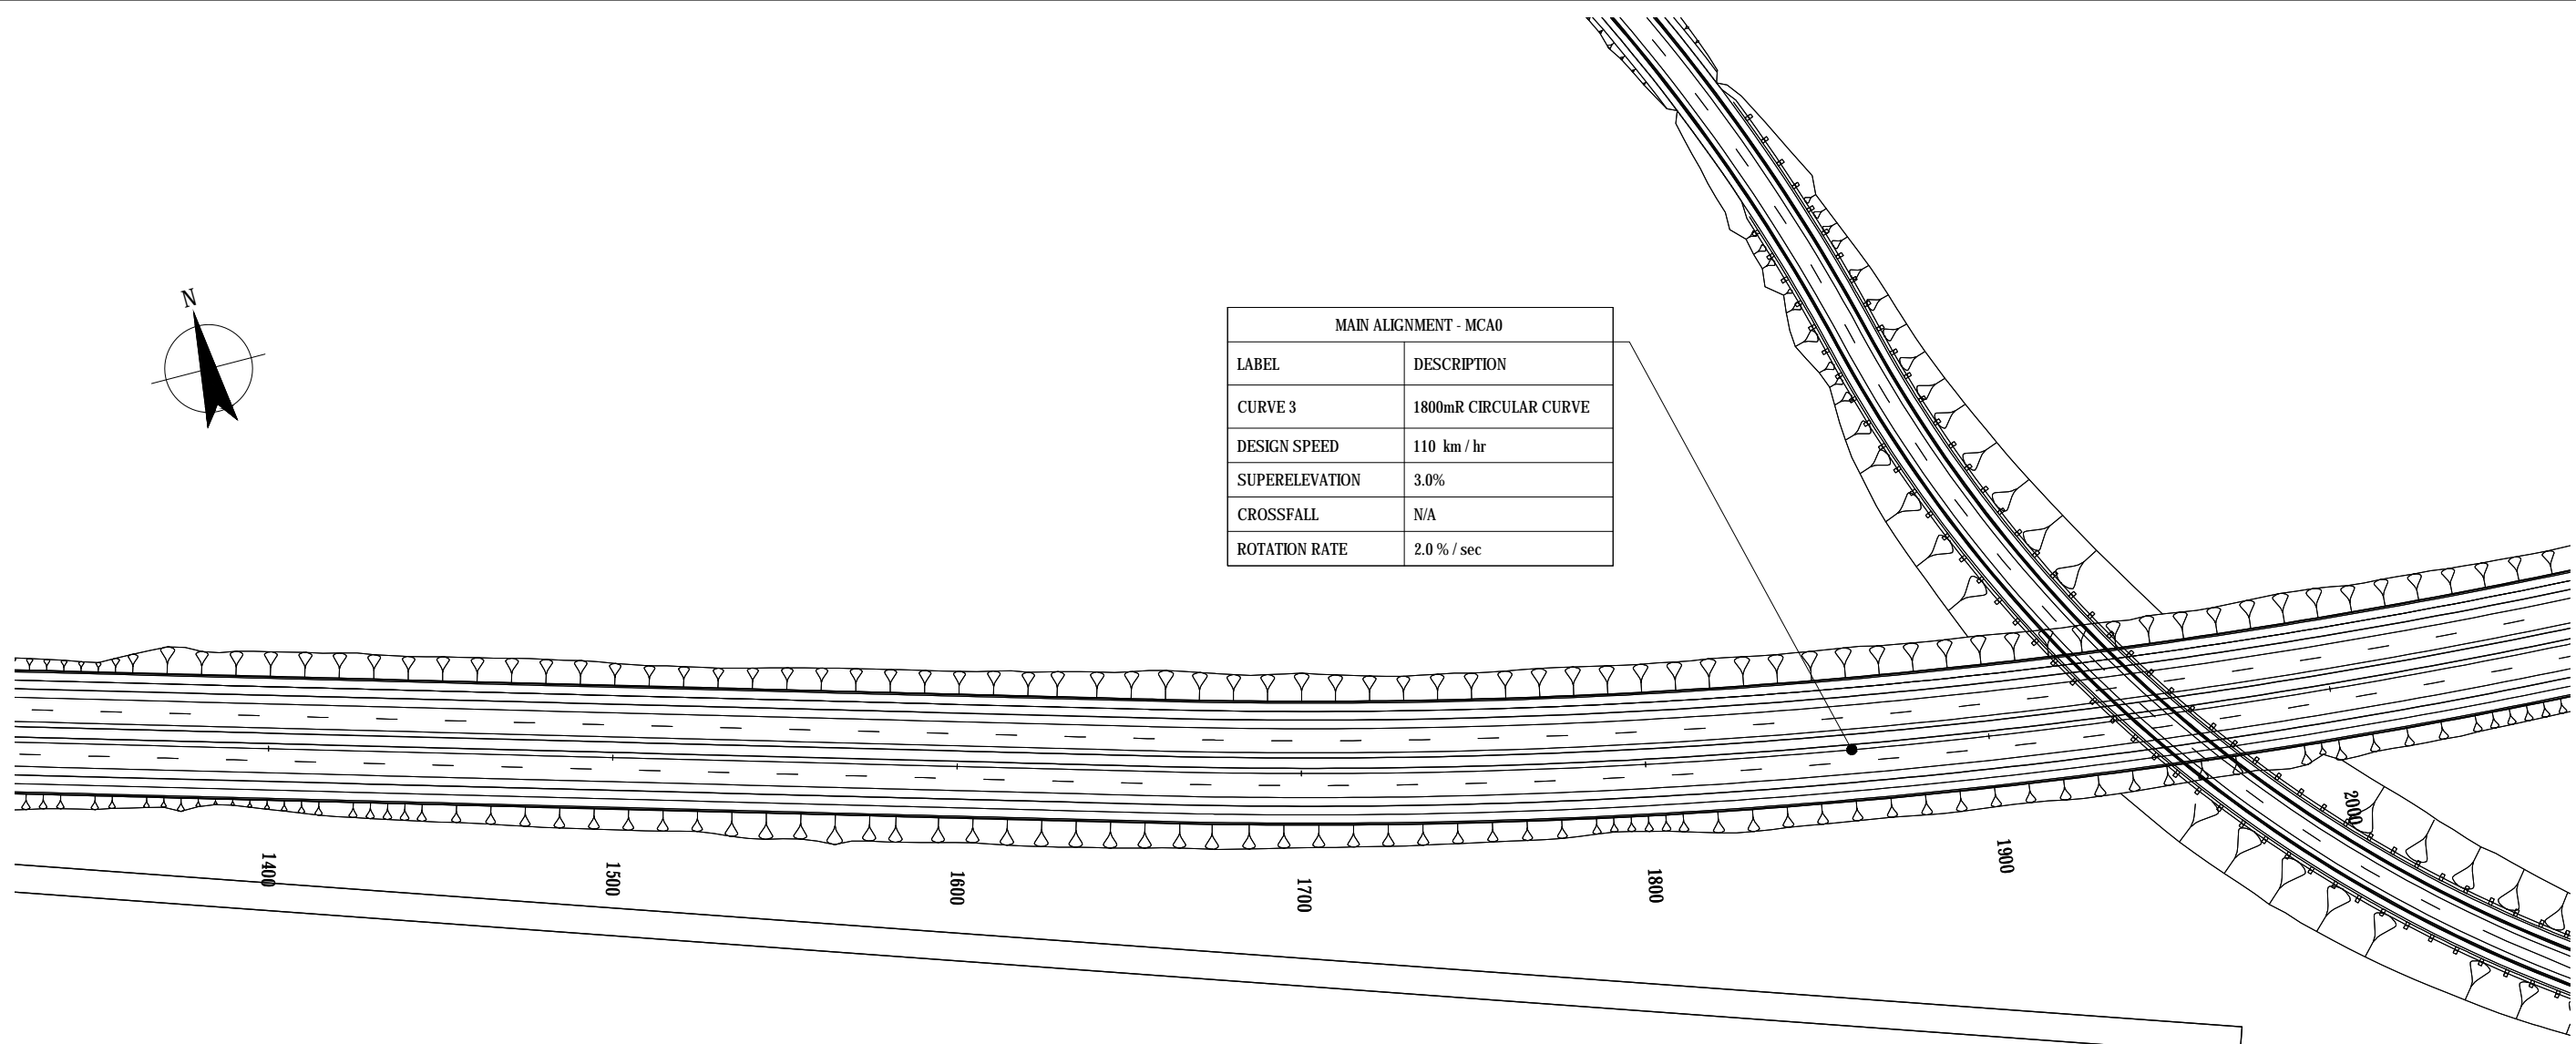 N
MAIN ALIGNMENT - MCA0
LABEL DESCRIPTION
CURVE 3 1800mR CIRCULAR CURVE
DESIGN SPEED 110 km / hr
SUPERELEVATION 3.0%
CROSSFALL N/A
ROTATION RATE 2.0 % / sec
1400
1500
1600
1700
1800
1900
2000